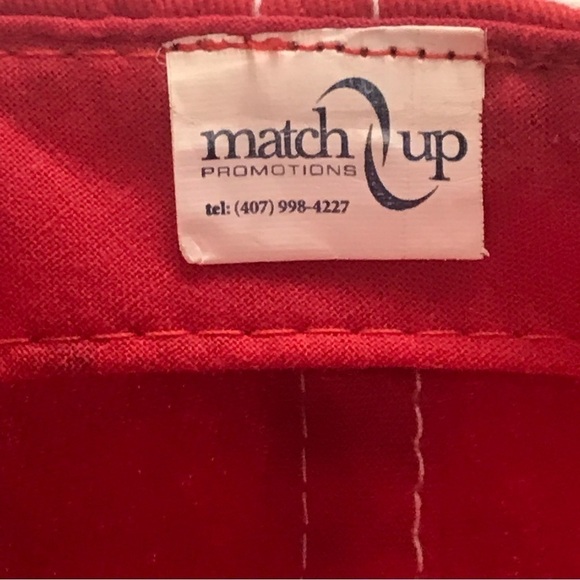 match up
PROMOTIONS
tel: (407) 998-4227